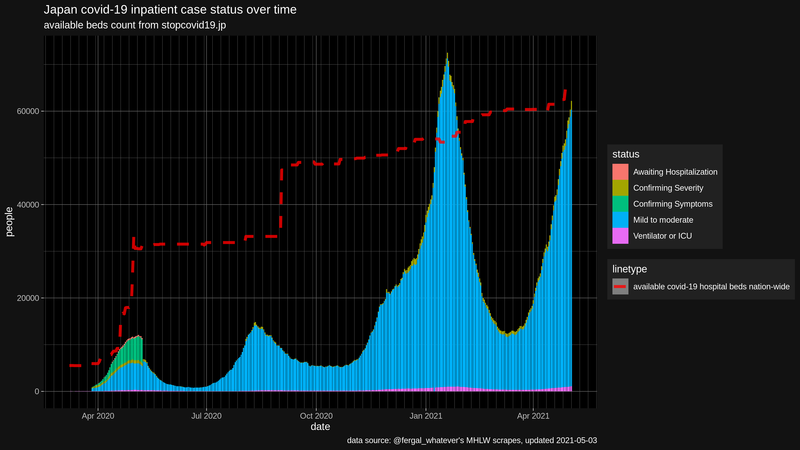 Japan covid-19 inpatient case status over time
available beds count from stopcovid19.jp
people
60000
40000
20000
0
Apr 2020
Jul 2020
Oct 2020
Jan 2021
Apr 2021
date
status
Awaiting Hospitalization
Confirming Severity
Confirming Symptoms
Mild to moderate
Ventilator or ICU
linetype
available covid-19 hospital beds nation-wide
data source: @fergal_whatever's MHLW scrapes, updated 2021-05-03